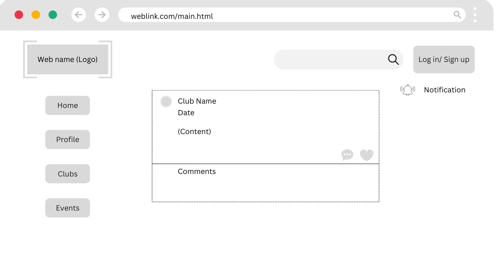 weblink.com/main.html
Web name (Logo)
Log in/ Sign up
Notification
Home
Profile
Clubs
Events
Club Name
Date
(Content)
Comments